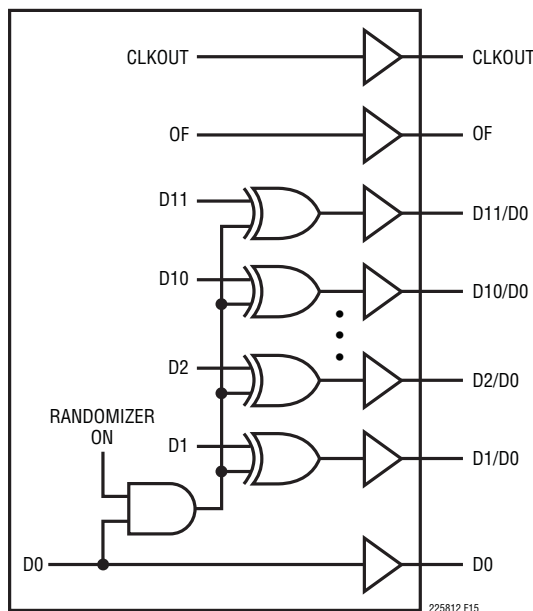 CLKOUT
CLKOUT
OF
OF
D11
D11/D0
D10
D10/D0
D2
D2/D0
RANDOMIZER
ON
D1
D1/D0
D0
D0
225812 F15